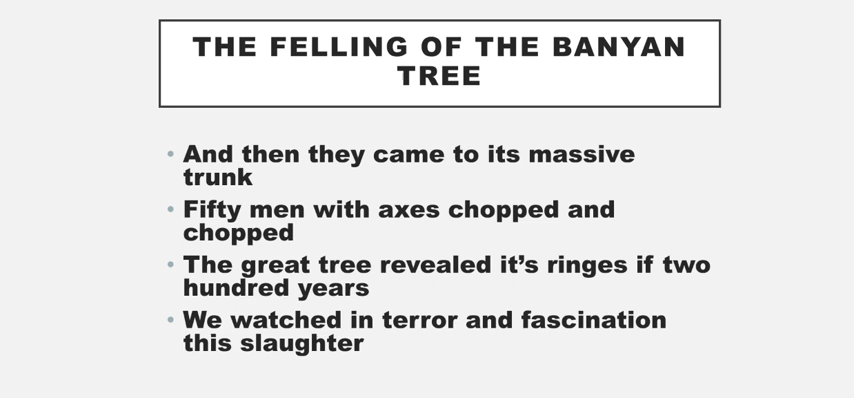 THE FELLING OF THE BANYAN
TREE
• And then they came to its massive
trunk
• Fifty men with axes chopped and
chopped
• The great tree revealed it’s ringes if two
hundred years
• We watched in terror and fascination
this slaughter